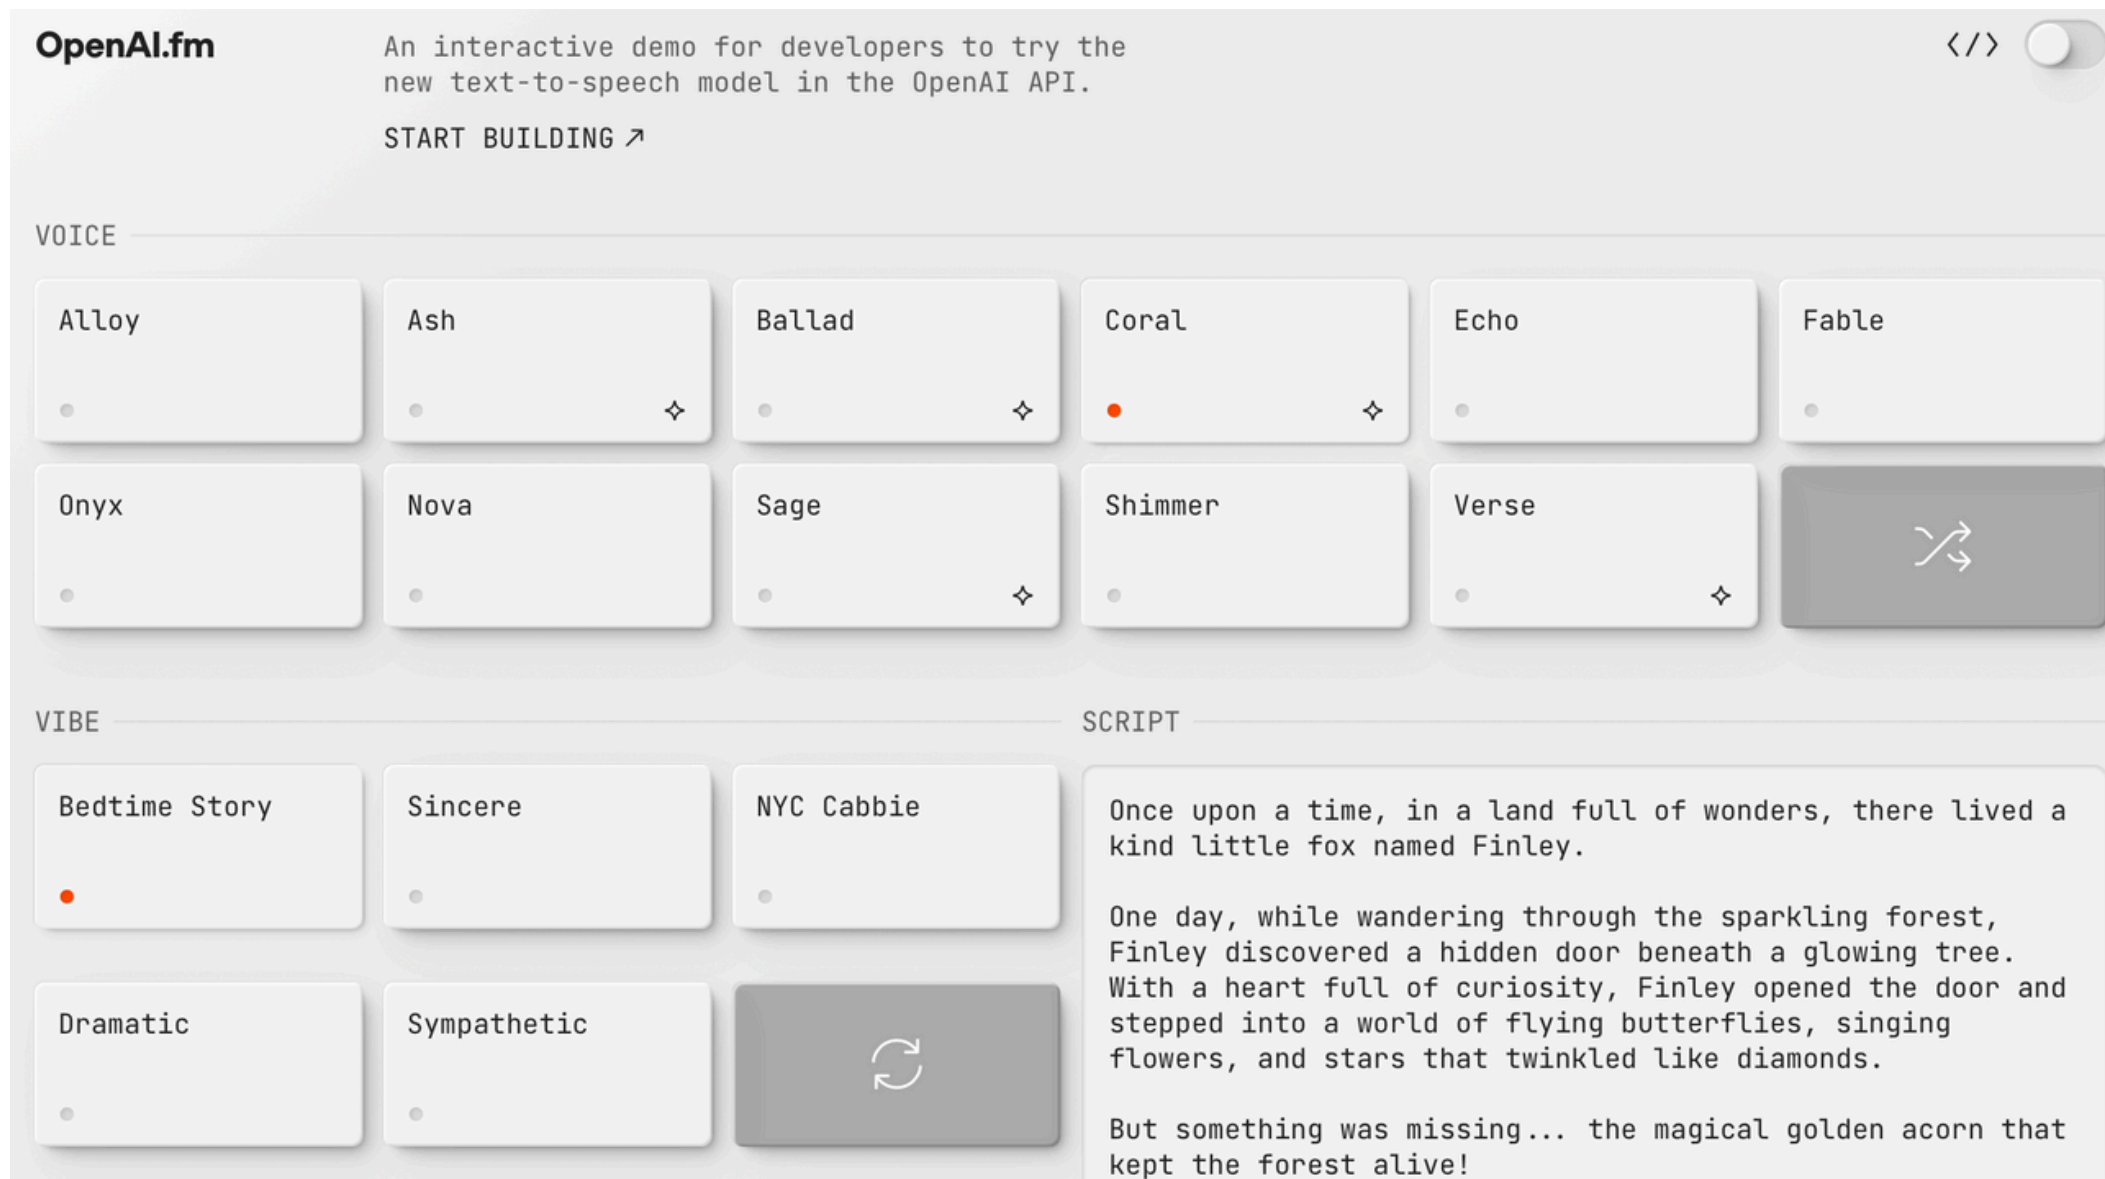 OpenAI.fm
An interactive demo for developers to try the
new text-to-speech model in the OpenAI API.
START BUILDING ↗
</>
VOICE
Alloy
Ash
Ballad
Coral
Echo
Fable
Onyx
Nova
Sage
Shimmer
Verse
VIBE
Bedtime Story
Sincere
NYC Cabbie
Dramatic
Sympathetic
SCRIPT
Once upon a time, in a land full of wonders, there lived a
kind little fox named Finley.
One day, while wandering through the sparkling forest,
Finley discovered a hidden door beneath a glowing tree.
With a heart full of curiosity, Finley opened the door and
stepped into a world of flying butterflies, singing
flowers, and stars that twinkled like diamonds.
But something was missing... the magical golden acorn that
kept the forest alive!